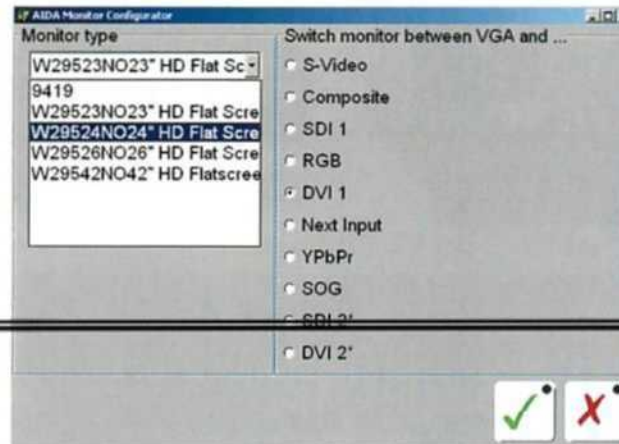 AIDA Monitor Configurator
Monitor type
W29523NO23" HD Flat Sc
9419
W29523NO23" HD Flat Scre
W29524NO24" HD Flat Scre
W29526NO26" HD Flat Scre
W29542NO42" HD Flatscree
Switch monitor between VGA and ...
S-Video
Composite
SDI 1
RGB
DVI 1
Next Input
YPbPr
SOG
SDI 2*
DVI 2*